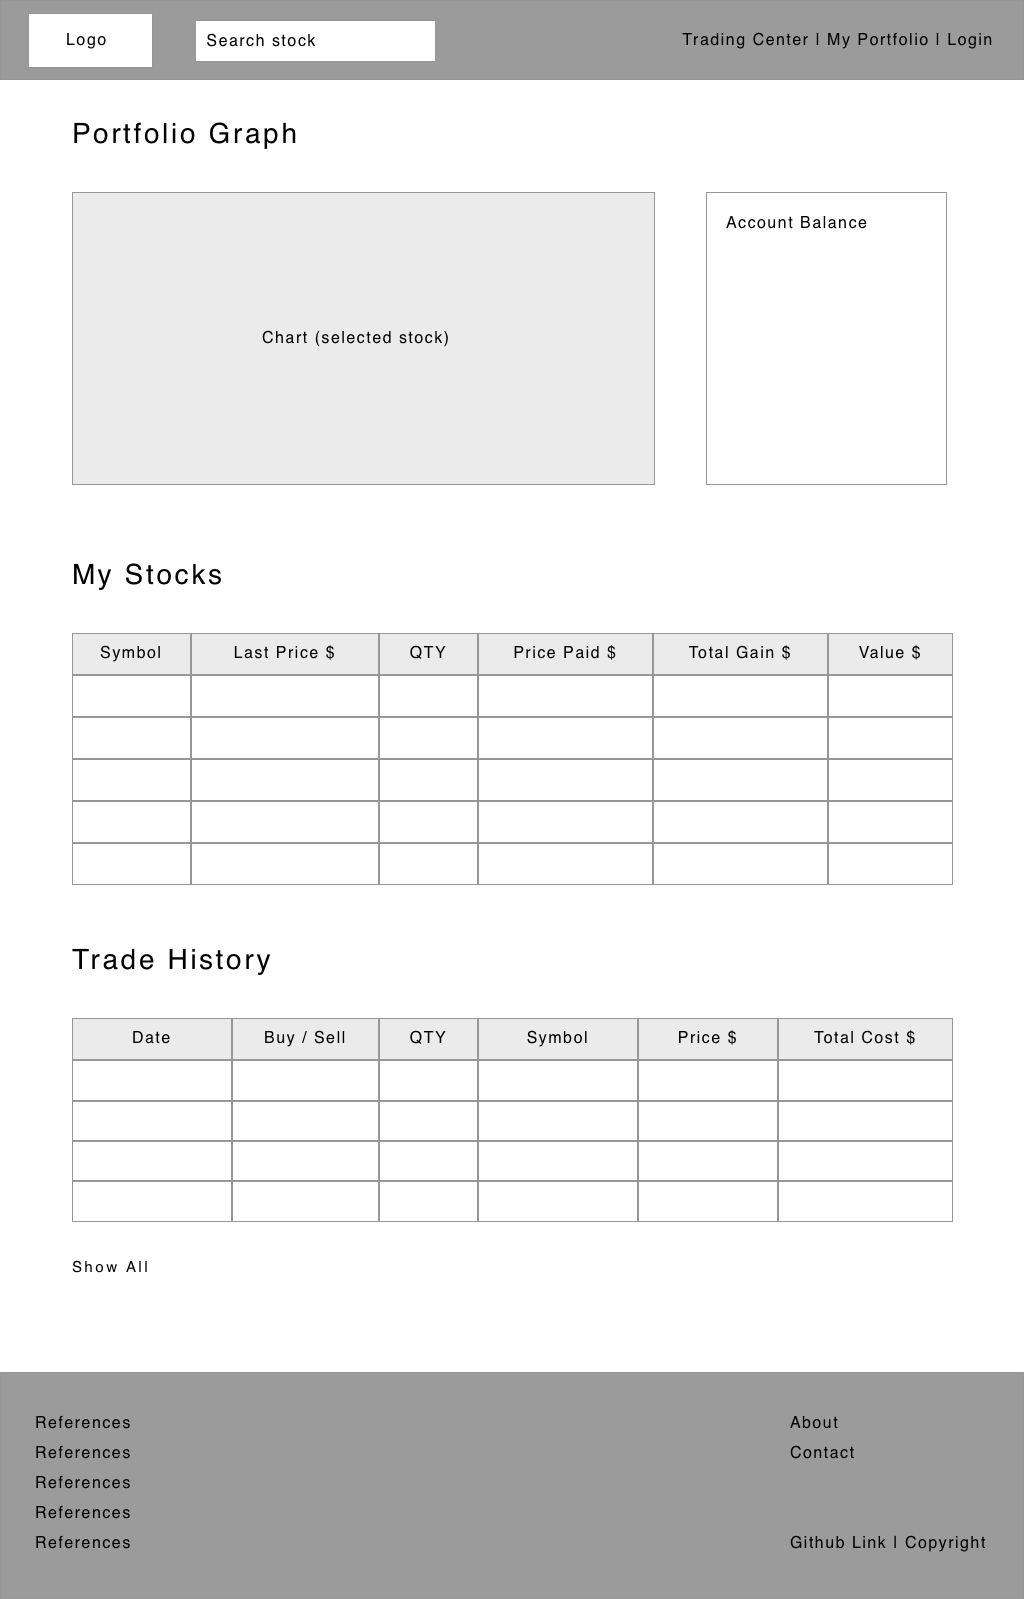 Logo
Search stock
Trading Center | My Portfolio | Login
Portfolio Graph
Chart (selected stock)
Account Balance
My Stocks
Symbol Last Price $ QTY Price Paid $ Total Gain $ Value $
Trade History
Date Buy / Sell QTY Symbol Price $ Total Cost $
Show All
References
References
References
References
References
About
Contact
Github Link | Copyright